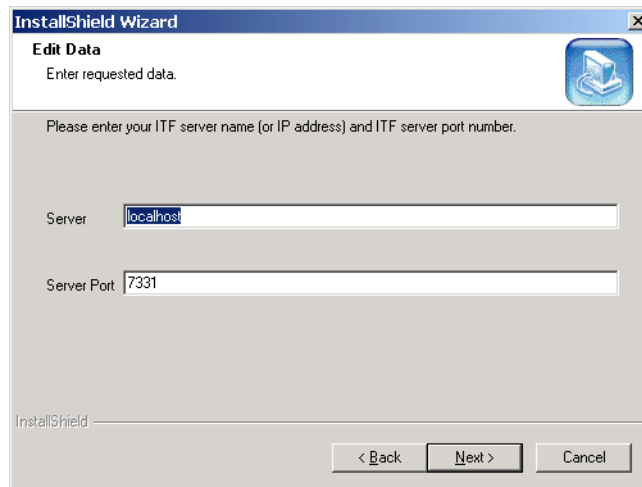 InstallShield Wizard
Edit Data
Enter requested data.
Please enter your ITF server name (or IP address) and ITF server port number.
Server localhost
Server Port 7331
InstallShield
< Back Next > Cancel